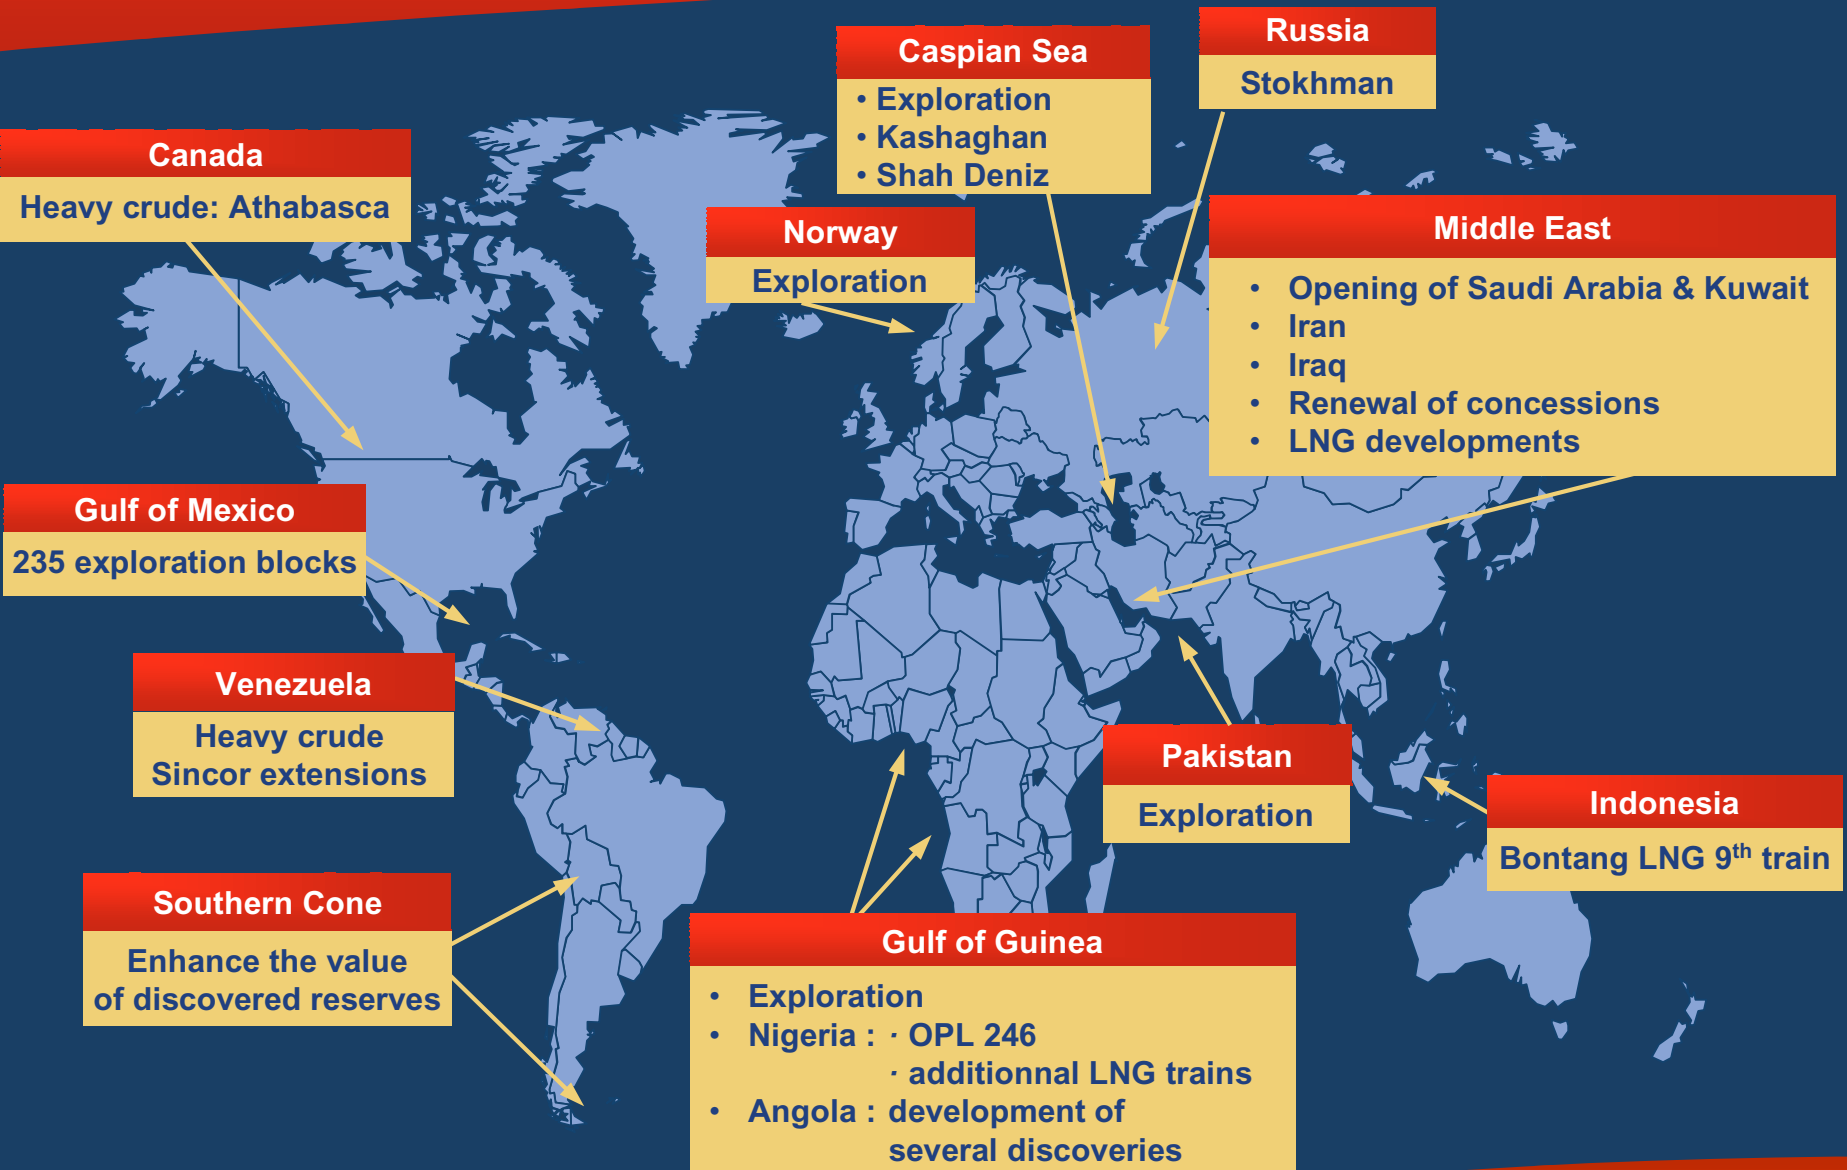 Caspian Sea
• Exploration
• Kashaghan
• Shah Deniz
Russia
Stokhman
Canada
Heavy crude: Athabasca
Norway
Exploration
Middle East
• Opening of Saudi Arabia & Kuwait
• Iran
• Iraq
• Renewal of concessions
• LNG developments
Gulf of Mexico
235 exploration blocks
Venezuela
Heavy crude
Sincor extensions
Pakistan
Exploration
Indonesia
Bontang LNG 9th train
Southern Cone
Enhance the value
of discovered reserves
Gulf of Guinea
• Exploration
• Nigeria : · OPL 246
· additionnal LNG trains
• Angola : development of
several discoveries